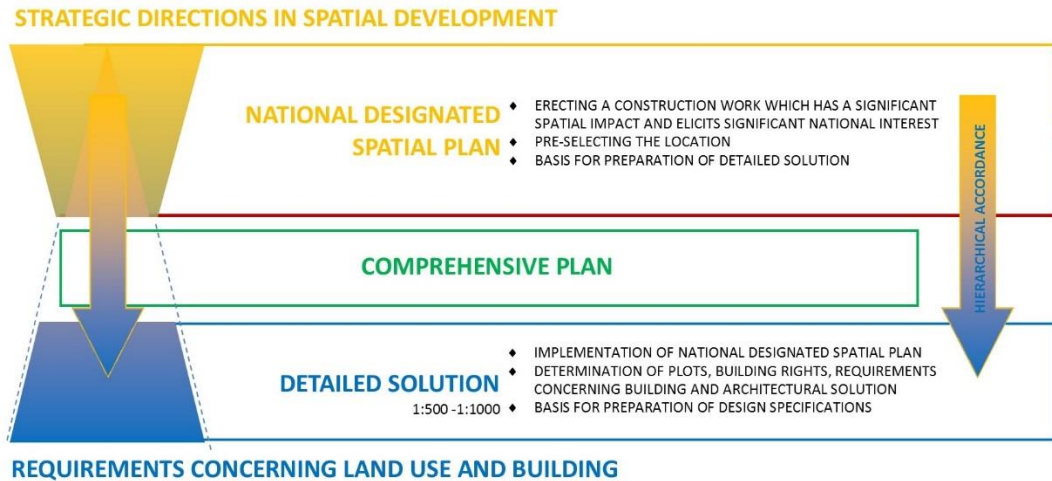 STRATEGIC DIRECTIONS IN SPATIAL DEVELOPMENT
NATIONAL DESIGNATED
SPATIAL PLAN
♦ ERECTING A CONSTRUCTION WORK WHICH HAS A SIGNIFICANT
SPATIAL IMPACT AND ELICITS SIGNIFICANT NATIONAL INTEREST
♦ PRE-SELECTING THE LOCATION
♦ BASIS FOR PREPARATION OF DETAILED SOLUTION
HIERARCHICAL ACCORDANCE
COMPREHENSIVE PLAN
DETAILED SOLUTION
1:500 -1:1000
♦ IMPLEMENTATION OF NATIONAL DESIGNATED SPATIAL PLAN
♦ DETERMINATION OF PLOTS, BUILDING RIGHTS, REQUIREMENTS
CONCERNING BUILDING AND ARCHITECTURAL SOLUTION
♦ BASIS FOR PREPARATION OF DESIGN SPECIFICATIONS
REQUIREMENTS CONCERNING LAND USE AND BUILDING